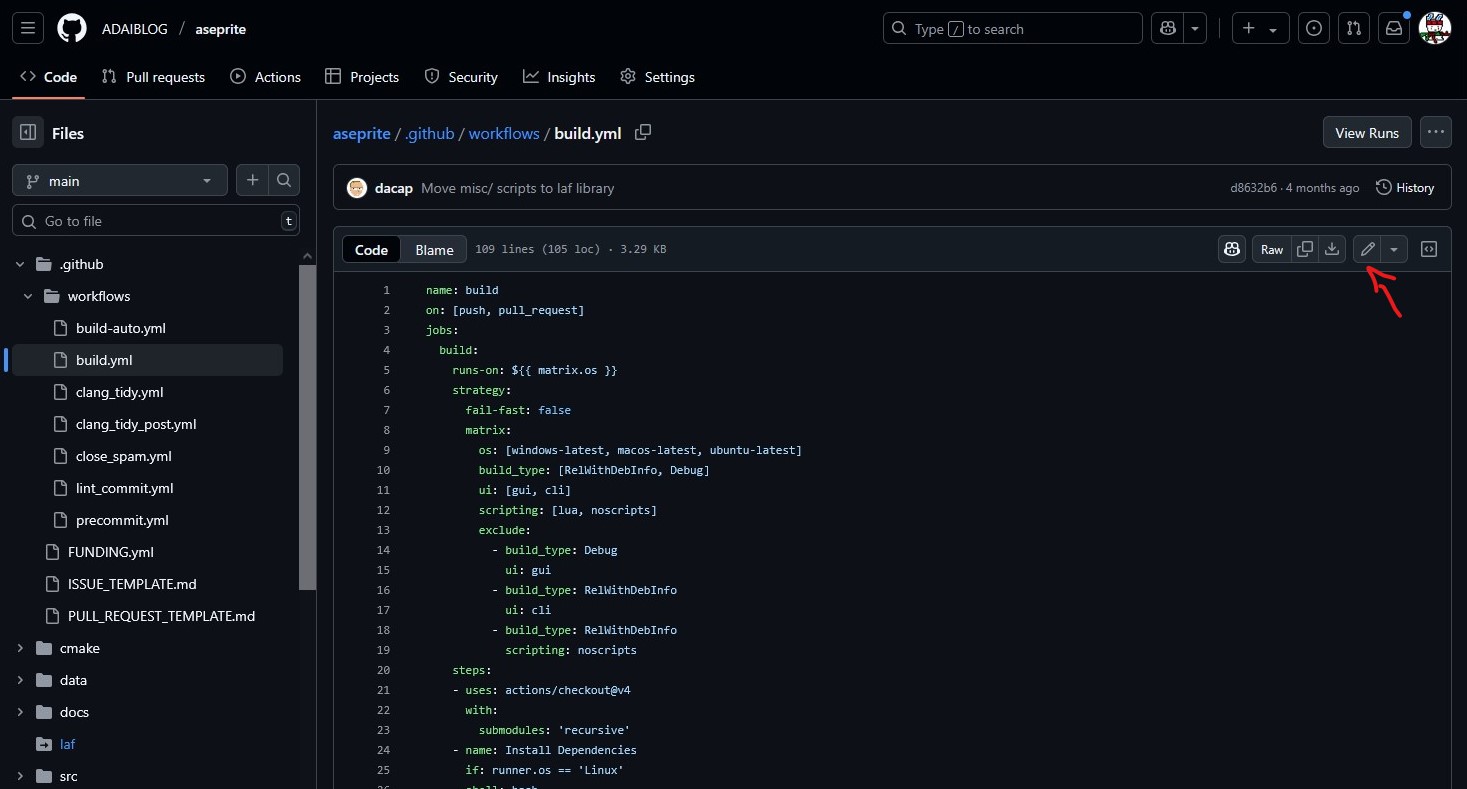 ADAIBLOG / aseprite
Type / to search
Code Pull requests Actions Projects Security Insights Settings
Files
main
Go to file t
.github
workflows
build-auto.yml
build.yml
clang_tidy.yml
clang_tidy_post.yml
close_spam.yml
lint_commit.yml
precommit.yml
FUNDING.yml
ISSUE_TEMPLATE.md
PULL_REQUEST_TEMPLATE.md
cmake
data
docs
laf
src
aseprite / .github / workflows / build.yml
View Runs
dacap Move misc/ scripts to laf library
d8632b6 · 4 months ago History
Code Blame 109 lines (105 loc) · 3.29 KB
Raw
1 name: build
2 on: [push, pull_request]
3 jobs:
4 build:
5 runs-on: ${{ matrix.os }}
6 strategy:
7 fail-fast: false
8 matrix:
9 os: [windows-latest, macos-latest, ubuntu-latest]
10 build_type: [RelWithDebInfo, Debug]
11 ui: [gui, cli]
12 scripting: [lua, noscripts]
13 exclude:
14 - build_type: Debug
15 ui: gui
16 - build_type: RelWithDebInfo
17 ui: cli
18 - build_type: RelWithDebInfo
19 scripting: noscripts
20 steps:
21 - uses: actions/checkout@v4
22 with:
23 submodules: 'recursive'
24 - name: Install Dependencies
25 if: runner.os == 'Linux'